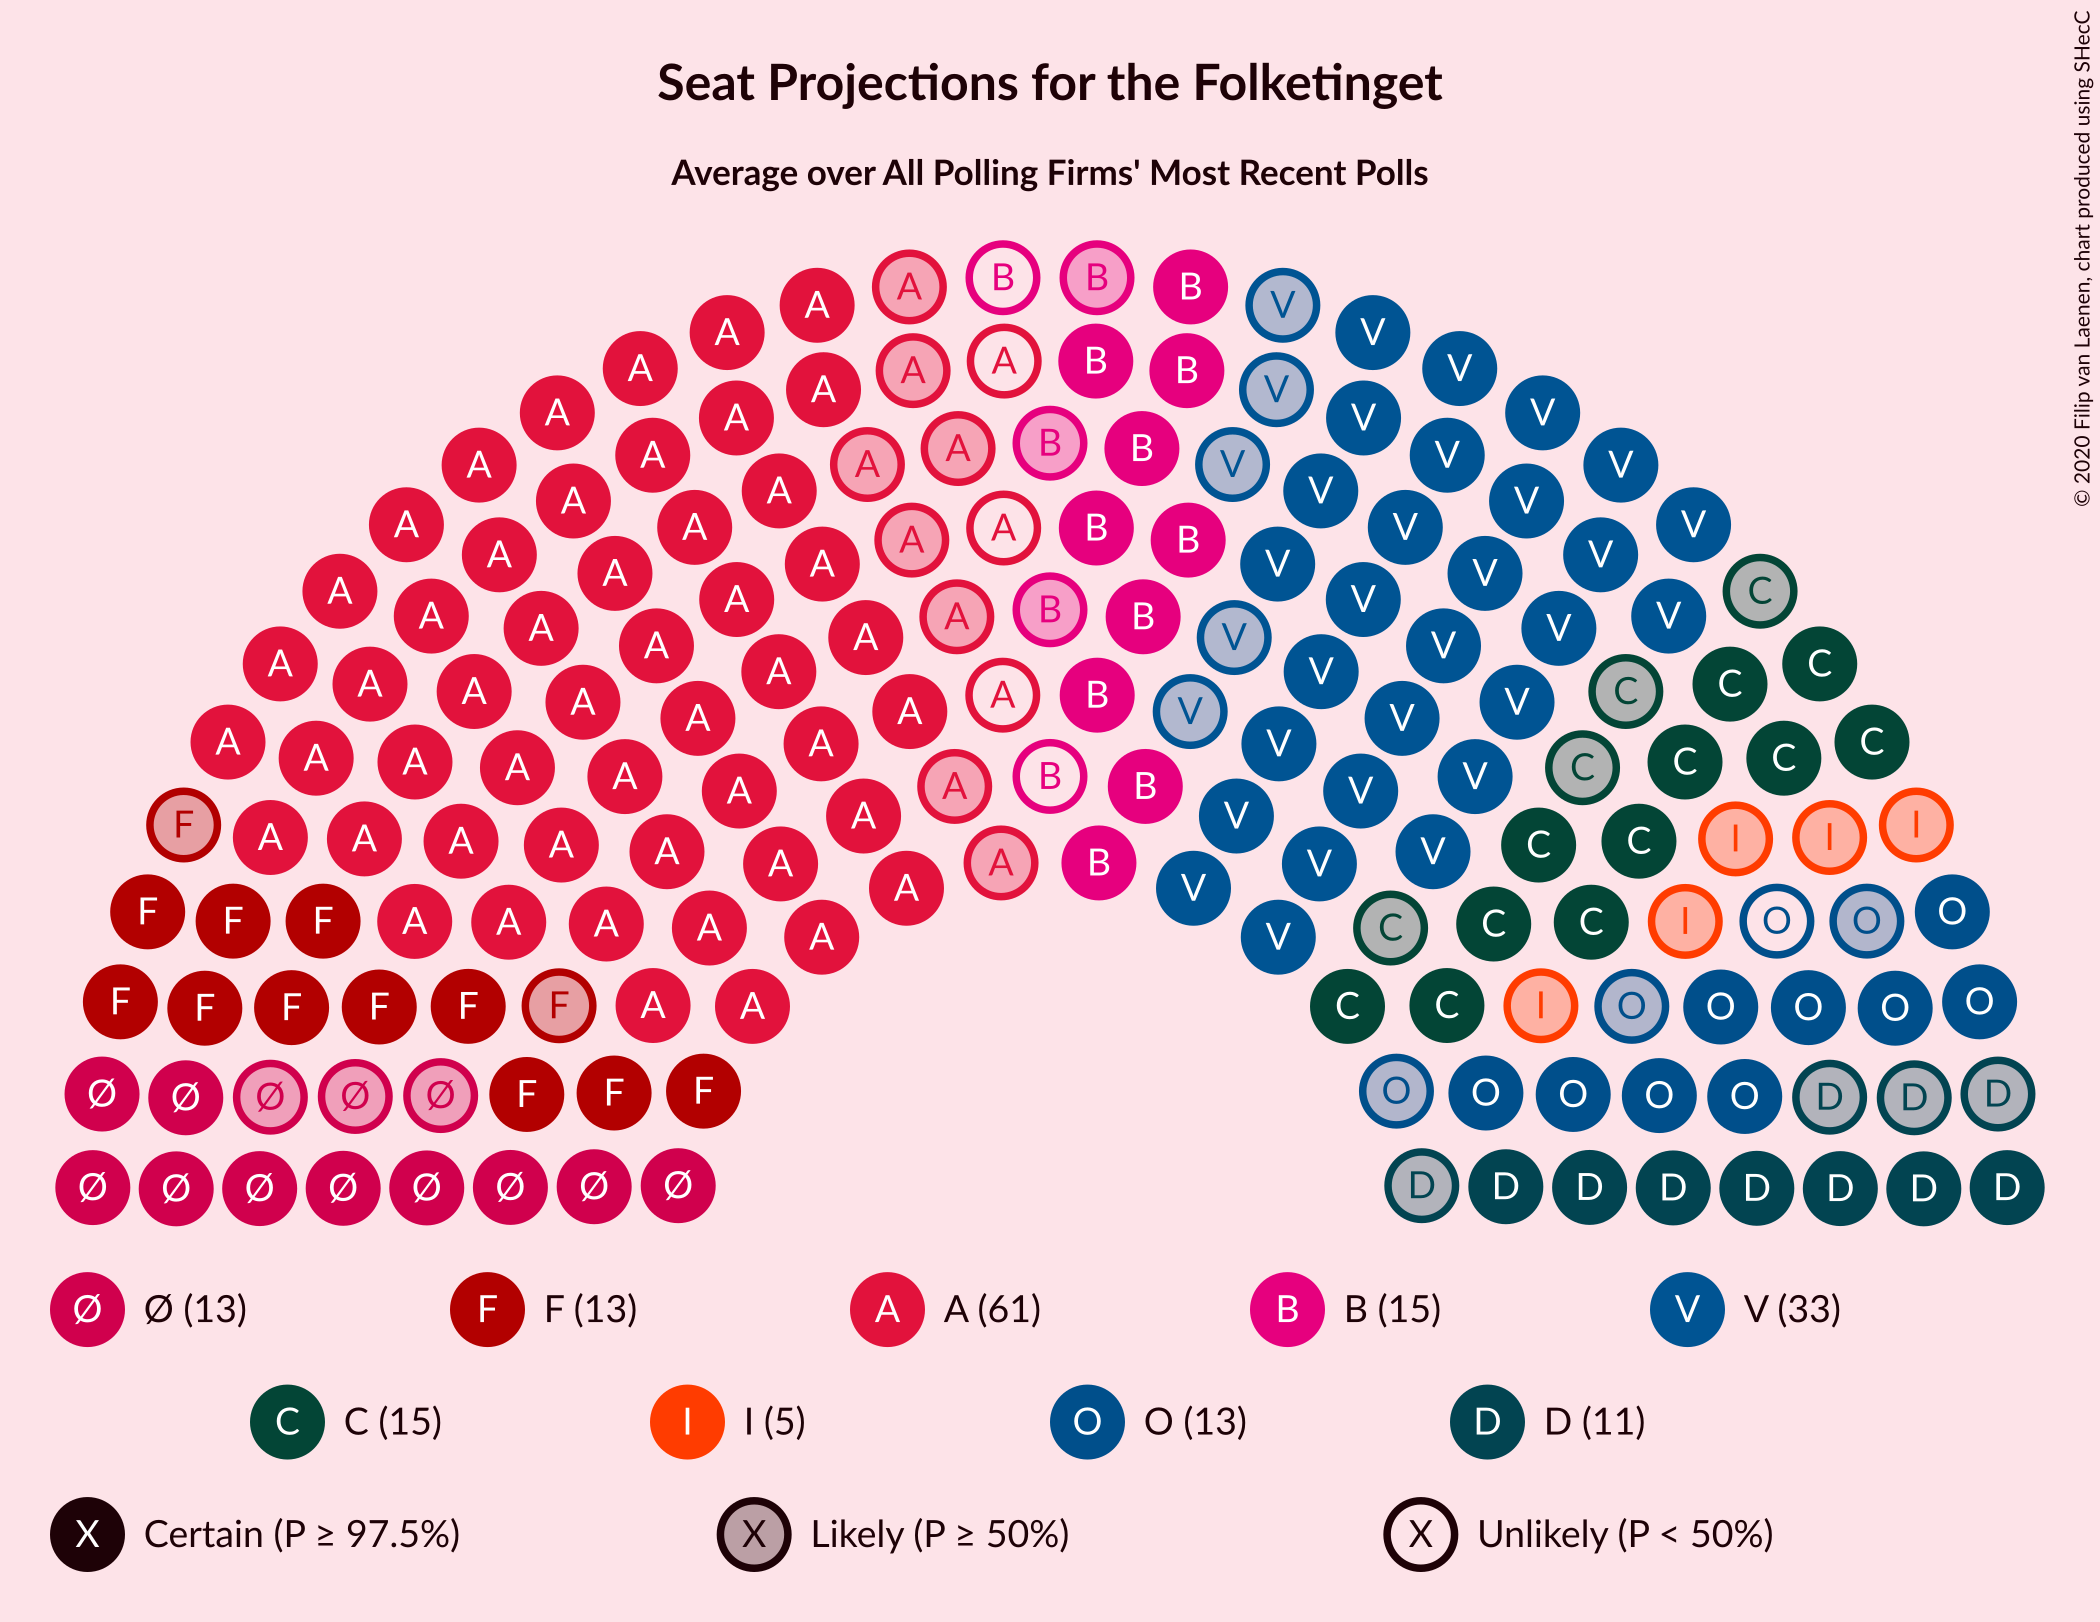 Seat Projections for the Folketinget
Average over All Polling Firms' Most Recent Polls
© 2020 Filip van Laenen, chart produced using SHecC
B B B
A V
A V
A V
A A B B V
A A V V
A A B V
A A B V V
A A V V
A A V V
A A B B V V
A A V V
A A V V
A A B V V
F A A V C
A A V V
A B B V C
A A V C
A A V C
A A V C
Ø Ø Ø Ø Ø F F F O O O O O D D D
Ø Ø Ø Ø Ø Ø Ø Ø D D D D D D D D
Ø Ø (13) F F (13) A A (61) B B (15) V V (33)
C C (15) I I (5) O O (13) D D (11)
X Certain (P ≥ 97.5%) X Likely (P ≥ 50%) X Unlikely (P < 50%)